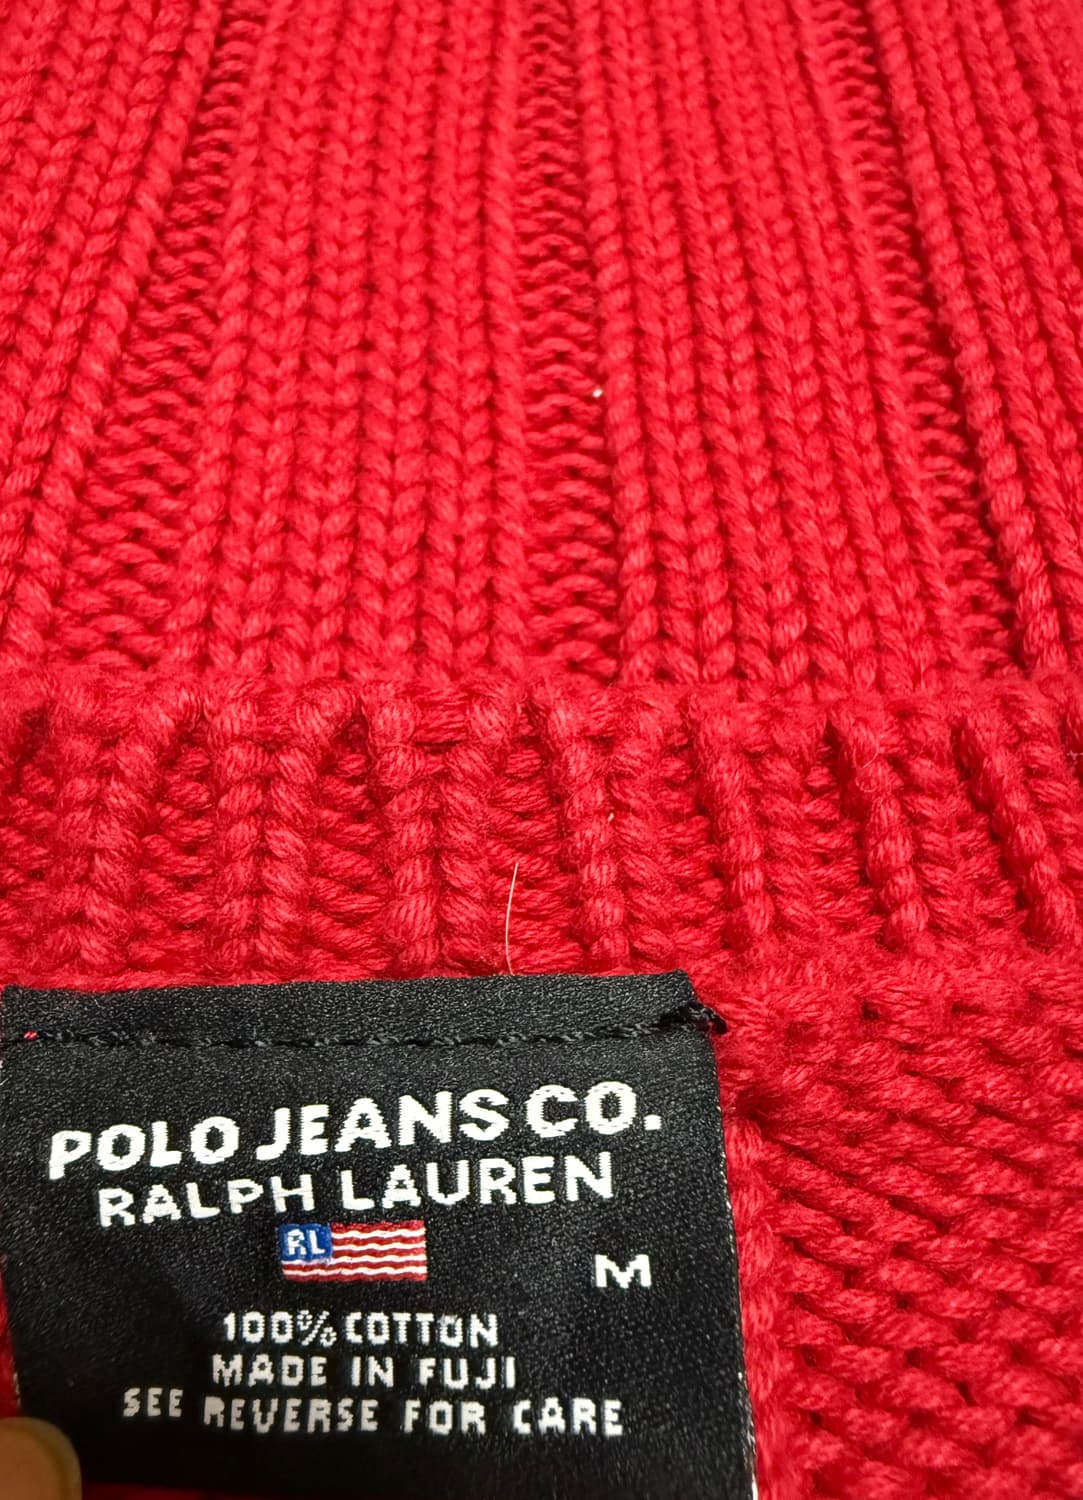 POLO JEANS CO.
RALPH LAUREN
RL
M
100% COTTON
MADE IN FUJI
SEE REVERSE FOR CARE